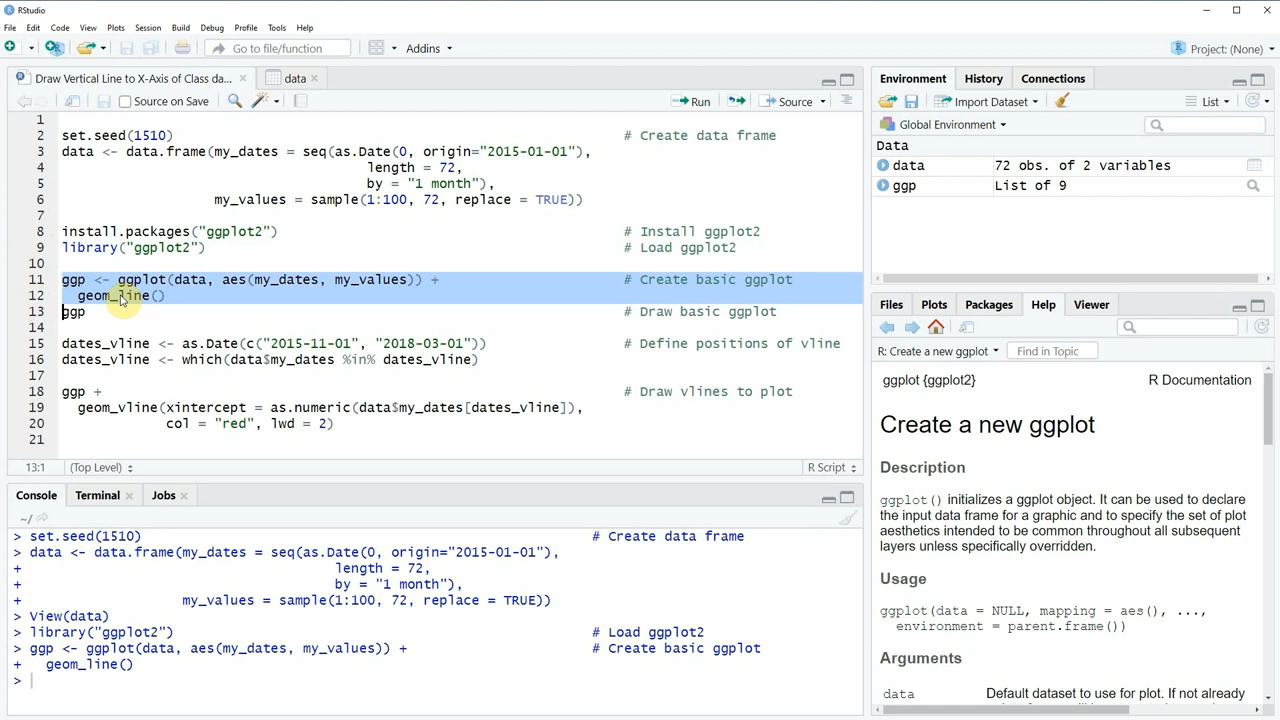 RStudio
File Edit Code View Plots Session Build Debug Profile Tools Help
Go to file/function Addins Project: (None)
Draw Vertical Line to X-Axis of Class da... data
Source on Save Run Source
1
2 set.seed(1510) # Create data frame
3 data <- data.frame(my_dates = seq(as.Date(0, origin="2015-01-01"),
4 length = 72,
5 by = "1 month"),
6 my_values = sample(1:100, 72, replace = TRUE))
7
8 install.packages("ggplot2") # Install ggplot2
9 library("ggplot2") # Load ggplot2
10
11 ggp <- ggplot(data, aes(my_dates, my_values)) + # Create basic ggplot
12 geom_line()
13 ggp # Draw basic ggplot
14
15 dates_vline <- as.Date(c("2015-11-01", "2018-03-01")) # Define positions of vline
16 dates_vline <- which(data$my_dates %in% dates_vline)
17
18 ggp + # Draw vlines to plot
19 geom_vline(xintercept = as.numeric(data$my_dates[dates_vline]),
20 col = "red", lwd = 2)
21
13:1 (Top Level) R Script
Console Terminal Jobs
~/
> set.seed(1510) # Create data frame
> data <- data.frame(my_dates = seq(as.Date(0, origin="2015-01-01"),
+ length = 72,
+ by = "1 month"),
+ my_values = sample(1:100, 72, replace = TRUE))
> View(data)
> library("ggplot2") # Load ggplot2
> ggp <- ggplot(data, aes(my_dates, my_values)) + # Create basic ggplot
+ geom_line()
>
Environment History Connections
Import Dataset List
Global Environment
Data
data 72 obs. of 2 variables
ggp List of 9
Files Plots Packages Help Viewer
R: Create a new ggplot Find in Topic
ggplot {ggplot2} R Documentation
Create a new ggplot
Description
ggplot() initializes a ggplot object. It can be used to declare
the input data frame for a graphic and to specify the set of plot
aesthetics intended to be common throughout all subsequent
layers unless specifically overridden.
Usage
ggplot(data = NULL, mapping = aes(), ...,
environment = parent.frame())
Arguments
data Default dataset to use for plot. If not already